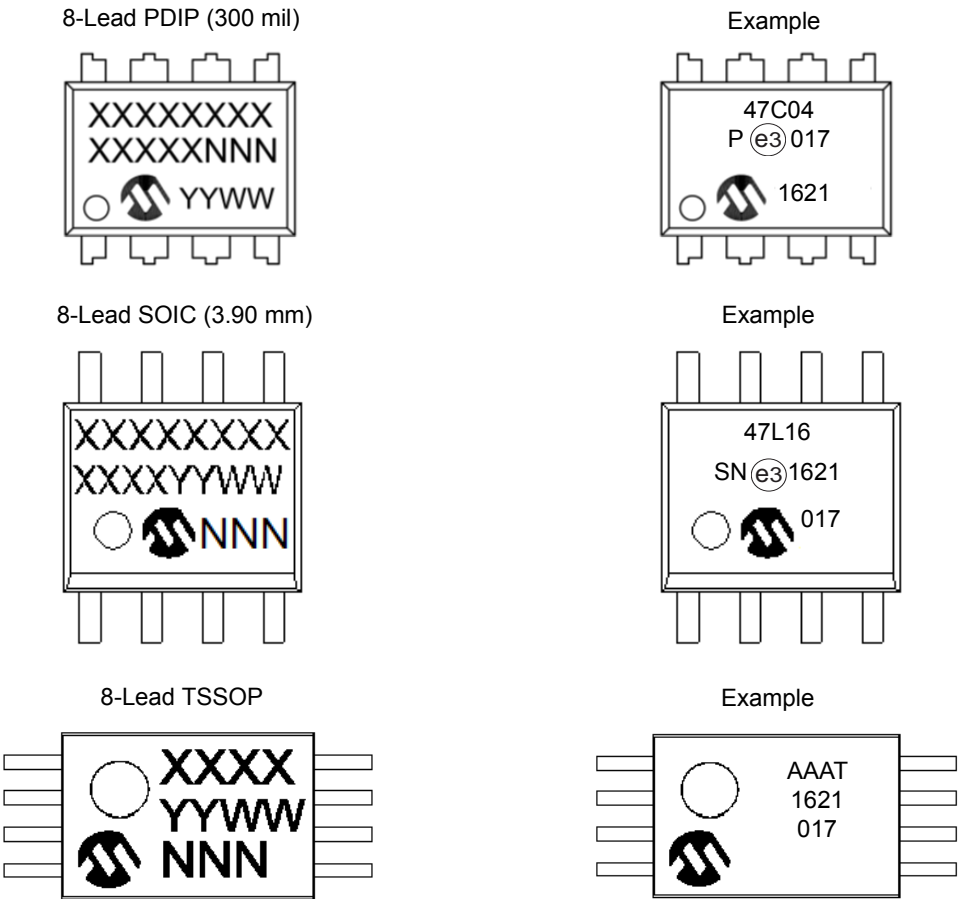 8-Lead PDIP (300 mil)
XXXXXXXX
XXXXXNNN
YYWW
Example
47C04
P e3 017
1621
8-Lead SOIC (3.90 mm)
XXXXXXXX
XXXXYYWW
NNN
Example
47L16
SN e3 1621
017
8-Lead TSSOP
XXXX
YYWW
NNN
Example
AAAT
1621
017